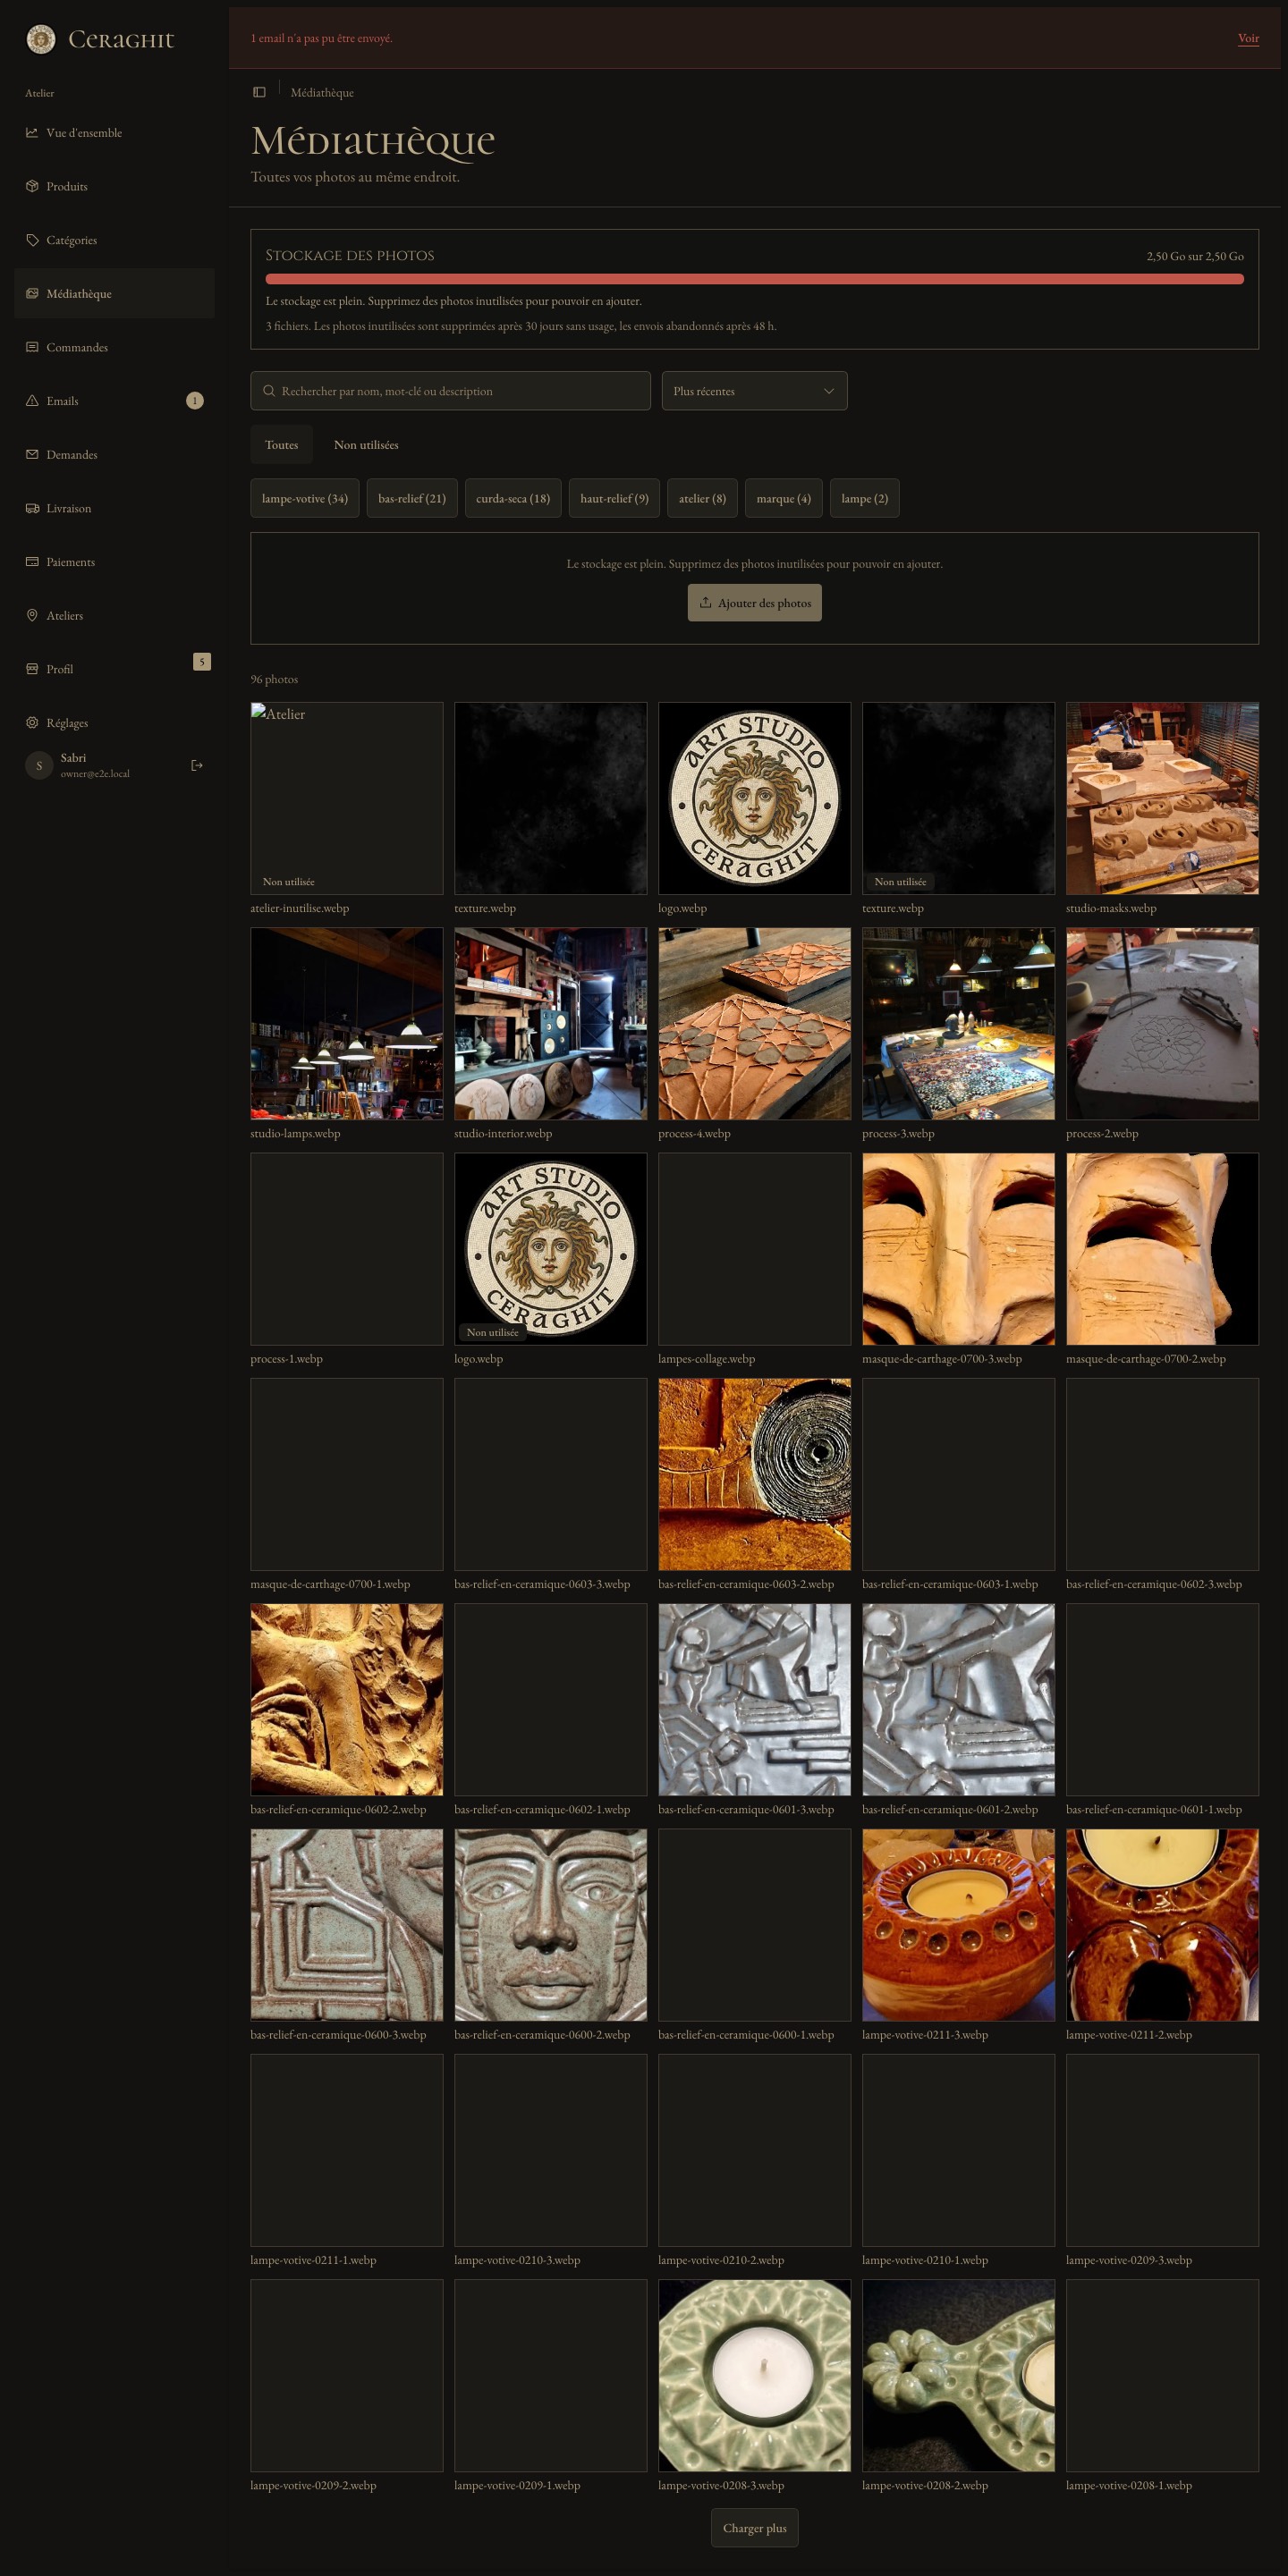 Ceraghit
1 email n'a pas pu être envoyé.
Voir
Atelier
Vue d'ensemble
Produits
Catégories
Médiathèque
Commandes
Emails
1
Demandes
Livraison
Paiements
Ateliers
Profil
5
Réglages
S
Sabri
owner@e2e.local
Médiathèque
Médiathèque
Toutes vos photos au même endroit.
Stockage des photos
2,50 Go sur 2,50 Go
Le stockage est plein. Supprimez des photos inutilisées pour pouvoir en ajouter.
3 fichiers. Les photos inutilisées sont supprimées après 30 jours sans usage, les envois abandonnés après 48 h.
Rechercher par nom, mot-clé ou description
Plus récentes
Toutes
Non utilisées
lampe-votive (34)
bas-relief (21)
curda-seca (18)
haut-relief (9)
atelier (8)
marque (4)
lampe (2)
Le stockage est plein. Supprimez des photos inutilisées pour pouvoir en ajouter.
Ajouter des photos
96 photos
Atelier
Non utilisée
atelier-inutilise.webp
texture.webp
ART STUDIO
CERAGHIT
logo.webp
Non utilisée
texture.webp
studio-masks.webp
studio-lamps.webp
studio-interior.webp
process-4.webp
process-3.webp
process-2.webp
process-1.webp
ART STUDIO
CERAGHIT
Non utilisée
logo.webp
lampes-collage.webp
masque-de-carthage-0700-3.webp
masque-de-carthage-0700-2.webp
masque-de-carthage-0700-1.webp
bas-relief-en-ceramique-0603-3.webp
bas-relief-en-ceramique-0603-2.webp
bas-relief-en-ceramique-0603-1.webp
bas-relief-en-ceramique-0602-3.webp
bas-relief-en-ceramique-0602-2.webp
bas-relief-en-ceramique-0602-1.webp
bas-relief-en-ceramique-0601-3.webp
bas-relief-en-ceramique-0601-2.webp
bas-relief-en-ceramique-0601-1.webp
bas-relief-en-ceramique-0600-3.webp
bas-relief-en-ceramique-0600-2.webp
bas-relief-en-ceramique-0600-1.webp
lampe-votive-0211-3.webp
lampe-votive-0211-2.webp
lampe-votive-0211-1.webp
lampe-votive-0210-3.webp
lampe-votive-0210-2.webp
lampe-votive-0210-1.webp
lampe-votive-0209-3.webp
lampe-votive-0209-2.webp
lampe-votive-0209-1.webp
lampe-votive-0208-3.webp
lampe-votive-0208-2.webp
lampe-votive-0208-1.webp
Charger plus